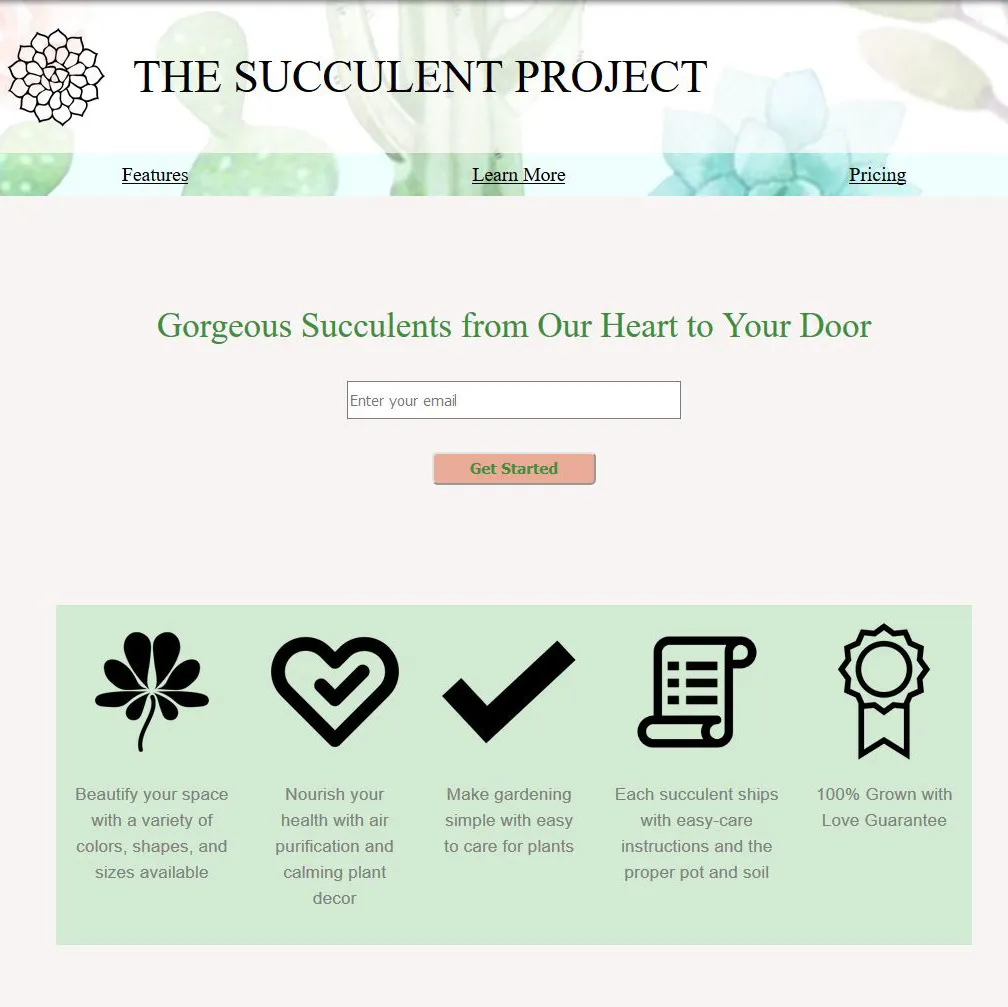 THE SUCCULENT PROJECT
Features
Learn More
Pricing
Gorgeous Succulents from Our Heart to Your Door
Enter your email
Get Started
Beautify your space
with a variety of
colors, shapes, and
sizes available
Nourish your
health with air
purification and
calming plant
decor
Make gardening
simple with easy
to care for plants
Each succulent ships
with easy-care
instructions and the
proper pot and soil
100% Grown with
Love Guarantee